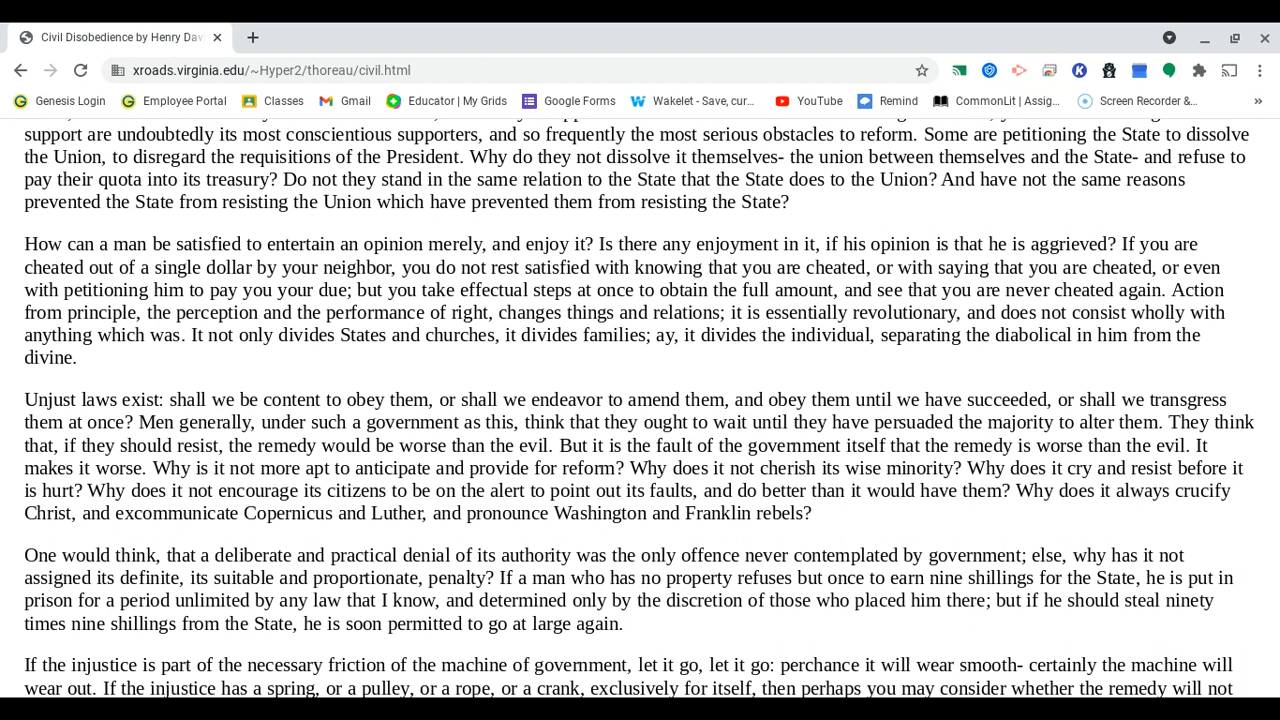 Civil Disobedience by Henry Dav
xroads.virginia.edu/~Hyper2/thoreau/civil.html
Genesis Login Employee Portal Classes Gmail Educator | My Grids Google Forms Wakelet - Save, cur... YouTube Remind CommonLit | Assig... Screen Recorder &... »
support are undoubtedly its most conscientious supporters, and so frequently the most serious obstacles to reform. Some are petitioning the State to dissolve
the Union, to disregard the requisitions of the President. Why do they not dissolve it themselves- the union between themselves and the State- and refuse to
pay their quota into its treasury? Do not they stand in the same relation to the State that the State does to the Union? And have not the same reasons
prevented the State from resisting the Union which have prevented them from resisting the State?
How can a man be satisfied to entertain an opinion merely, and enjoy it? Is there any enjoyment in it, if his opinion is that he is aggrieved? If you are
cheated out of a single dollar by your neighbor, you do not rest satisfied with knowing that you are cheated, or with saying that you are cheated, or even
with petitioning him to pay you your due; but you take effectual steps at once to obtain the full amount, and see that you are never cheated again. Action
from principle, the perception and the performance of right, changes things and relations; it is essentially revolutionary, and does not consist wholly with
anything which was. It not only divides States and churches, it divides families; ay, it divides the individual, separating the diabolical in him from the
divine.
Unjust laws exist: shall we be content to obey them, or shall we endeavor to amend them, and obey them until we have succeeded, or shall we transgress
them at once? Men generally, under such a government as this, think that they ought to wait until they have persuaded the majority to alter them. They think
that, if they should resist, the remedy would be worse than the evil. But it is the fault of the government itself that the remedy is worse than the evil. It
makes it worse. Why is it not more apt to anticipate and provide for reform? Why does it not cherish its wise minority? Why does it cry and resist before it
is hurt? Why does it not encourage its citizens to be on the alert to point out its faults, and do better than it would have them? Why does it always crucify
Christ, and excommunicate Copernicus and Luther, and pronounce Washington and Franklin rebels?
One would think, that a deliberate and practical denial of its authority was the only offence never contemplated by government; else, why has it not
assigned its definite, its suitable and proportionate, penalty? If a man who has no property refuses but once to earn nine shillings for the State, he is put in
prison for a period unlimited by any law that I know, and determined only by the discretion of those who placed him there; but if he should steal ninety
times nine shillings from the State, he is soon permitted to go at large again.
If the injustice is part of the necessary friction of the machine of government, let it go, let it go: perchance it will wear smooth- certainly the machine will
wear out. If the injustice has a spring, or a pulley, or a rope, or a crank, exclusively for itself, then perhaps you may consider whether the remedy will not